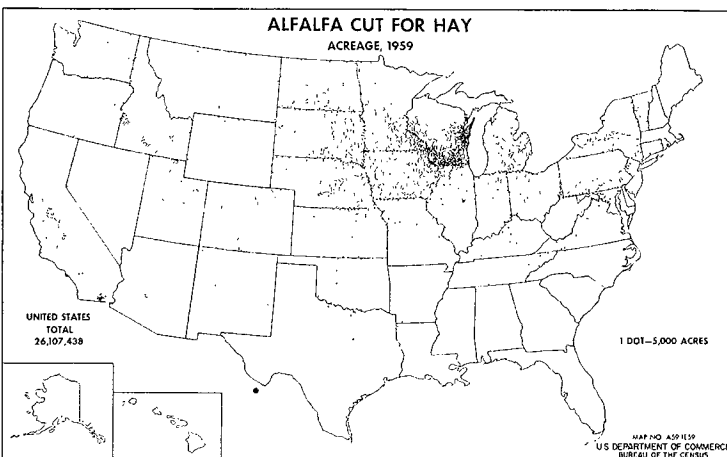 ALFALFA CUT FOR HAY
ACREAGE, 1959
UNITED STATES
TOTAL
26,107,438
1 DOT—5,000 ACRES
MAP NO. A59 1E59
U S DEPARTMENT OF COMMERCE
BUREAU OF THE CENSUS